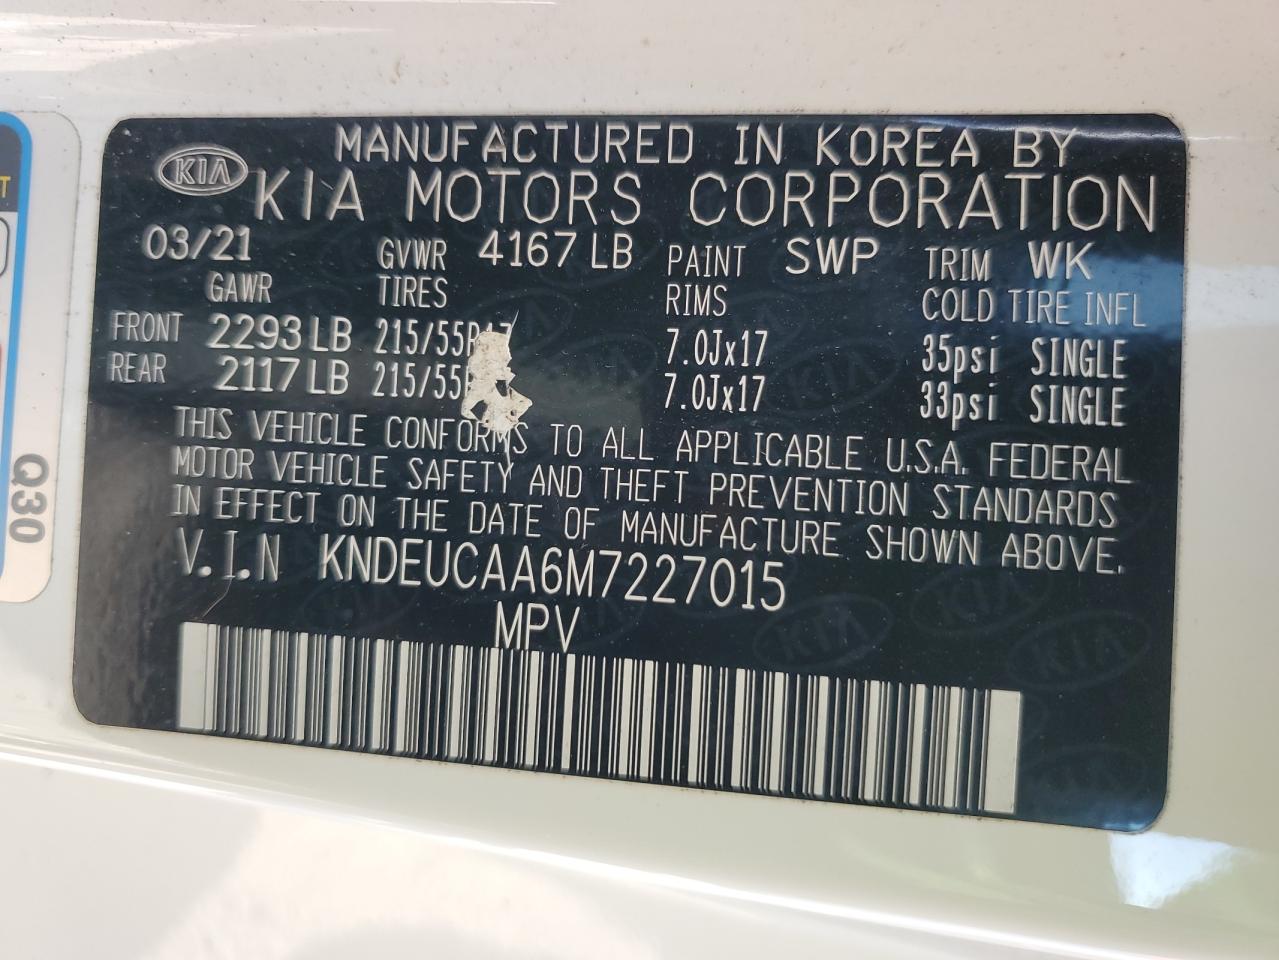 MANUFACTURED IN KOREA BY
KIA KIA MOTORS CORPORATION
03/21 GVWR 4167 LB PAINT SWP TRIM WK
GAWR TIRES RIMS COLD TIRE INFL
FRONT 2293 LB 215/55R17 7.0Jx17 35psi SINGLE
REAR 2117 LB 7.0Jx17 33psi SINGLE
THIS VEHICLE CONFORMS TO ALL APPLICABLE U.S.A. FEDERAL
MOTOR VEHICLE SAFETY AND THEFT PREVENTION STANDARDS
IN EFFECT ON THE DATE OF MANUFACTURE SHOWN ABOVE.
V.I.N KNDEUCAA6M7227015
MPV
Q30